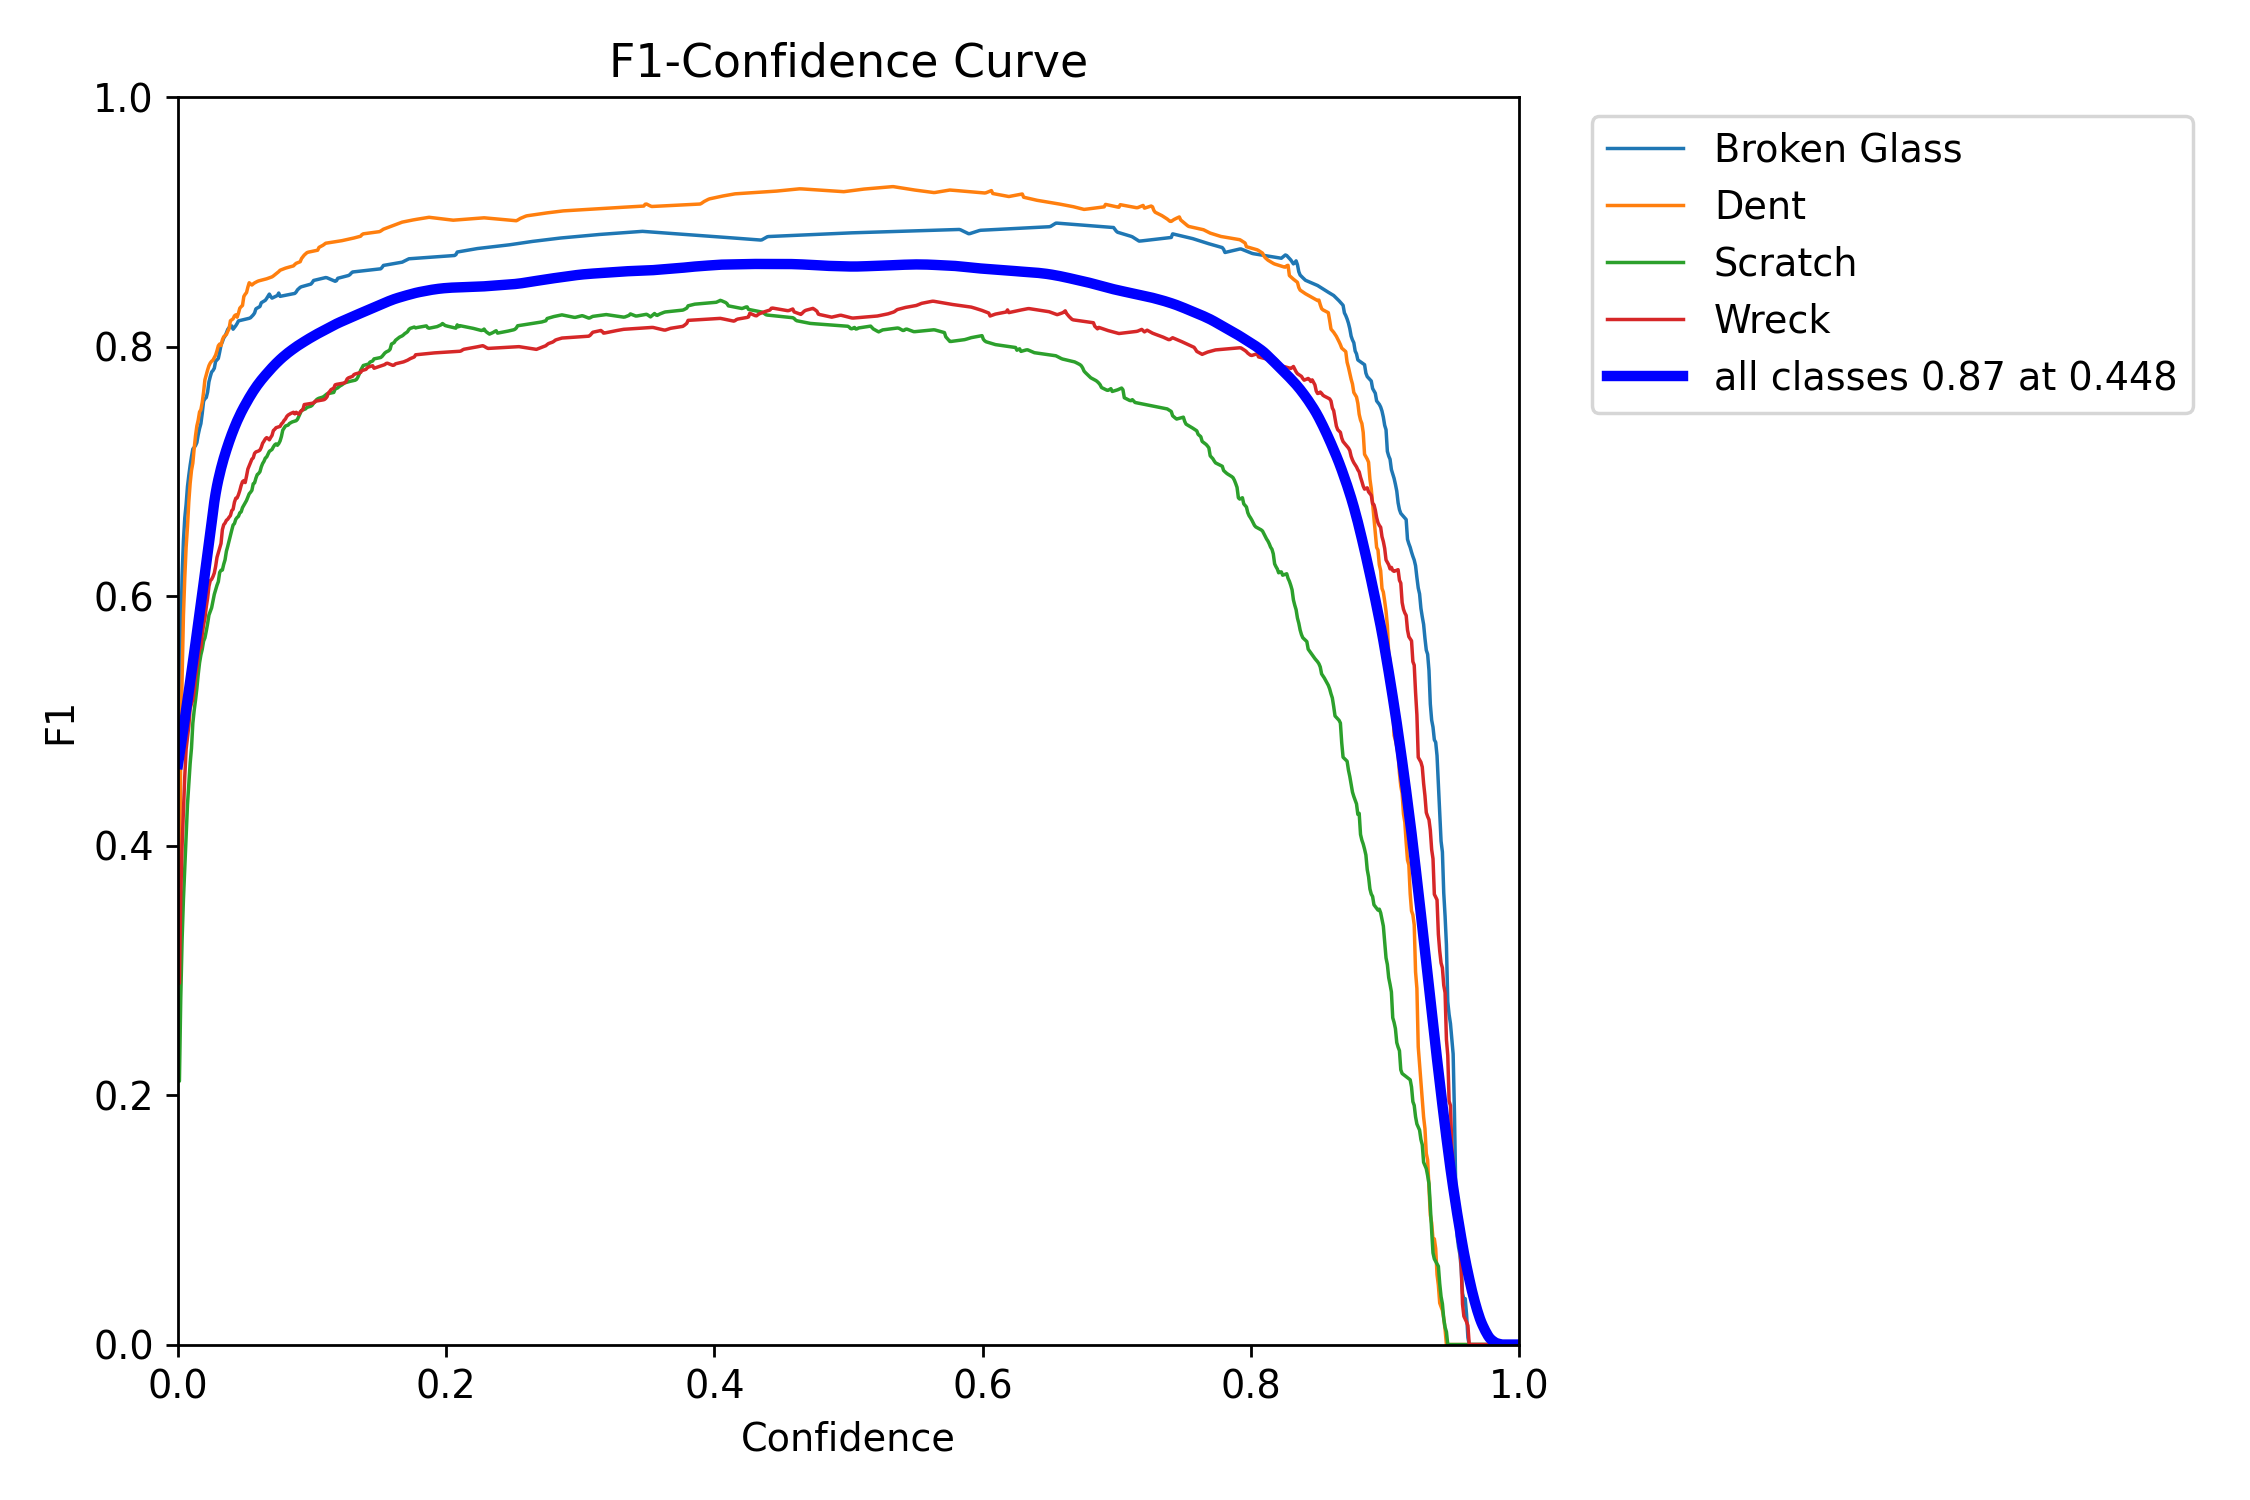 F1-Confidence Curve
1.0
0.8
0.6
0.4
0.2
0.0
F1
0.0 0.2 0.4 0.6 0.8 1.0
Confidence
Broken Glass
Dent
Scratch
Wreck
all classes 0.87 at 0.448